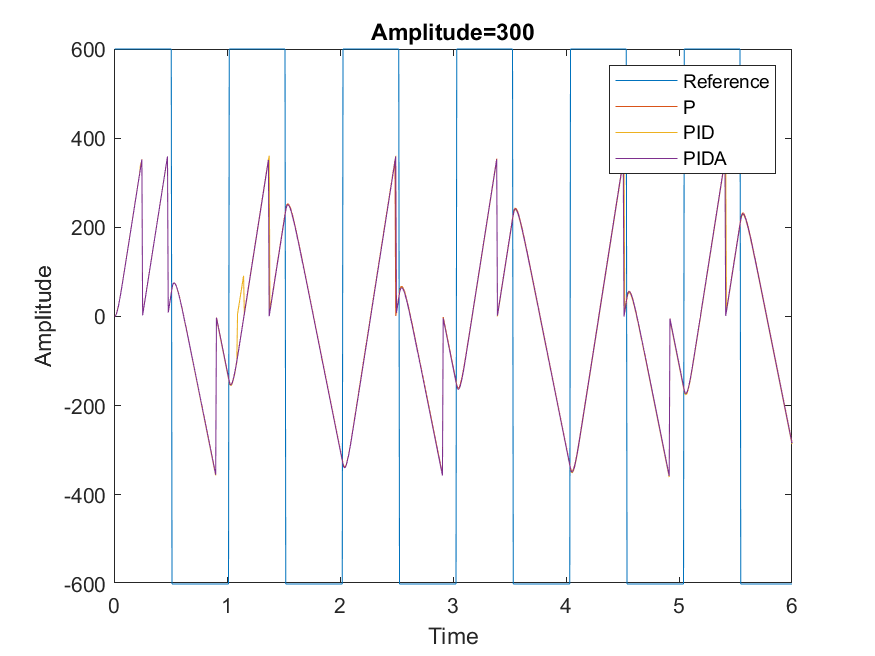 Amplitude=300
600
400
200
0
-200
-400
-600
Amplitude
Reference
P
PID
PIDA
0 1 2 3 4 5 6
Time